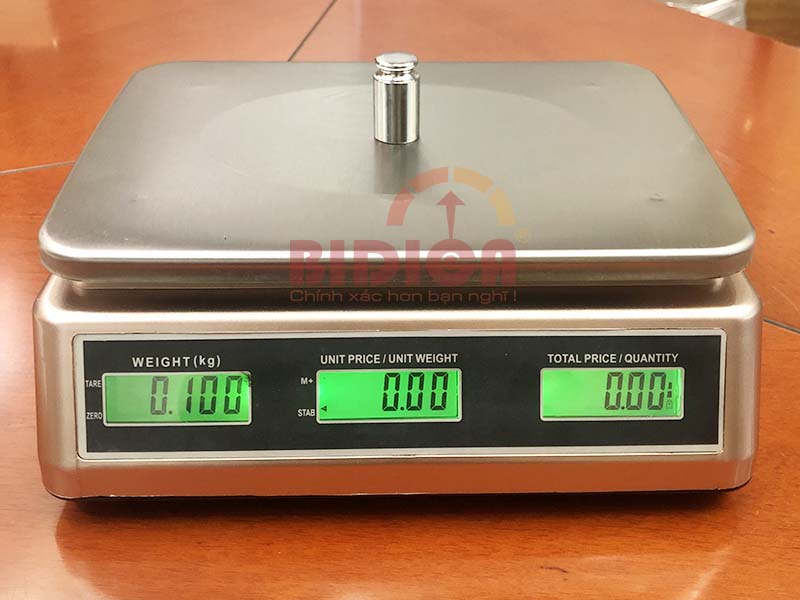 BIDICA®
Chính xác hơn bạn nghĩ !
WEIGHT (kg)
UNIT PRICE / UNIT WEIGHT
TOTAL PRICE / QUANTITY
TARE
ZERO
0.100
M+
STAB
0.00
0.00